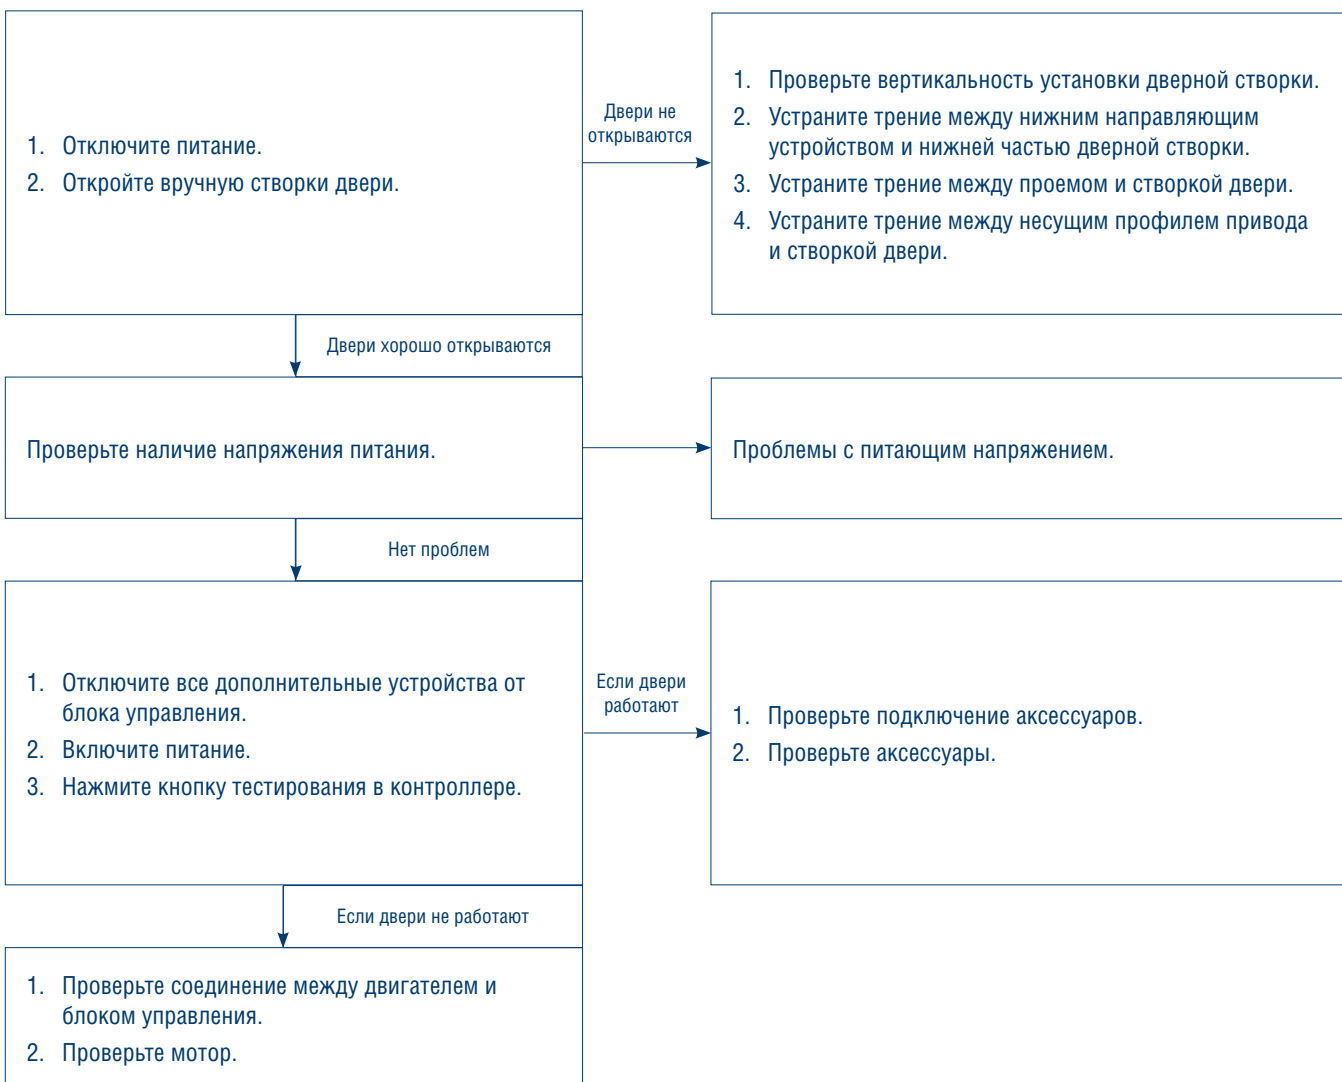 1. Отключите питание.
2. Откройте вручную створки двери.
Двери не
открываются
1. Проверьте вертикальность установки дверной створки.
2. Устраните трение между нижним направляющим
устройством и нижней частью дверной створки.
3. Устраните трение между проемом и створкой двери.
4. Устраните трение между несущим профилем привода
и створкой двери.
Двери хорошо открываются
Проверьте наличие напряжения питания.
Проблемы с питающим напряжением.
Нет проблем
1. Отключите все дополнительные устройства от
блока управления.
2. Включите питание.
3. Нажмите кнопку тестирования в контроллере.
Если двери
работают
1. Проверьте подключение аксессуаров.
2. Проверьте аксессуары.
Если двери не работают
1. Проверьте соединение между двигателем и
блоком управления.
2. Проверьте мотор.